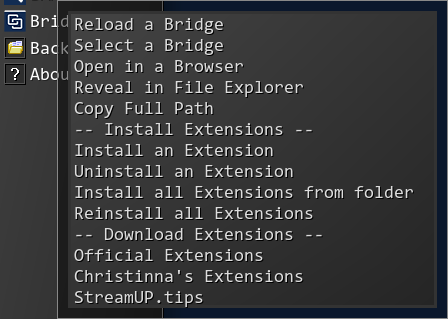 Brid
Back
Abou
Reload a Bridge
Select a Bridge
Open in a Browser
Reveal in File Explorer
Copy Full Path
-- Install Extensions --
Install an Extension
Uninstall an Extension
Install all Extensions from folder
Reinstall all Extensions
-- Download Extensions --
Official Extensions
Christinna's Extensions
StreamUP.tips